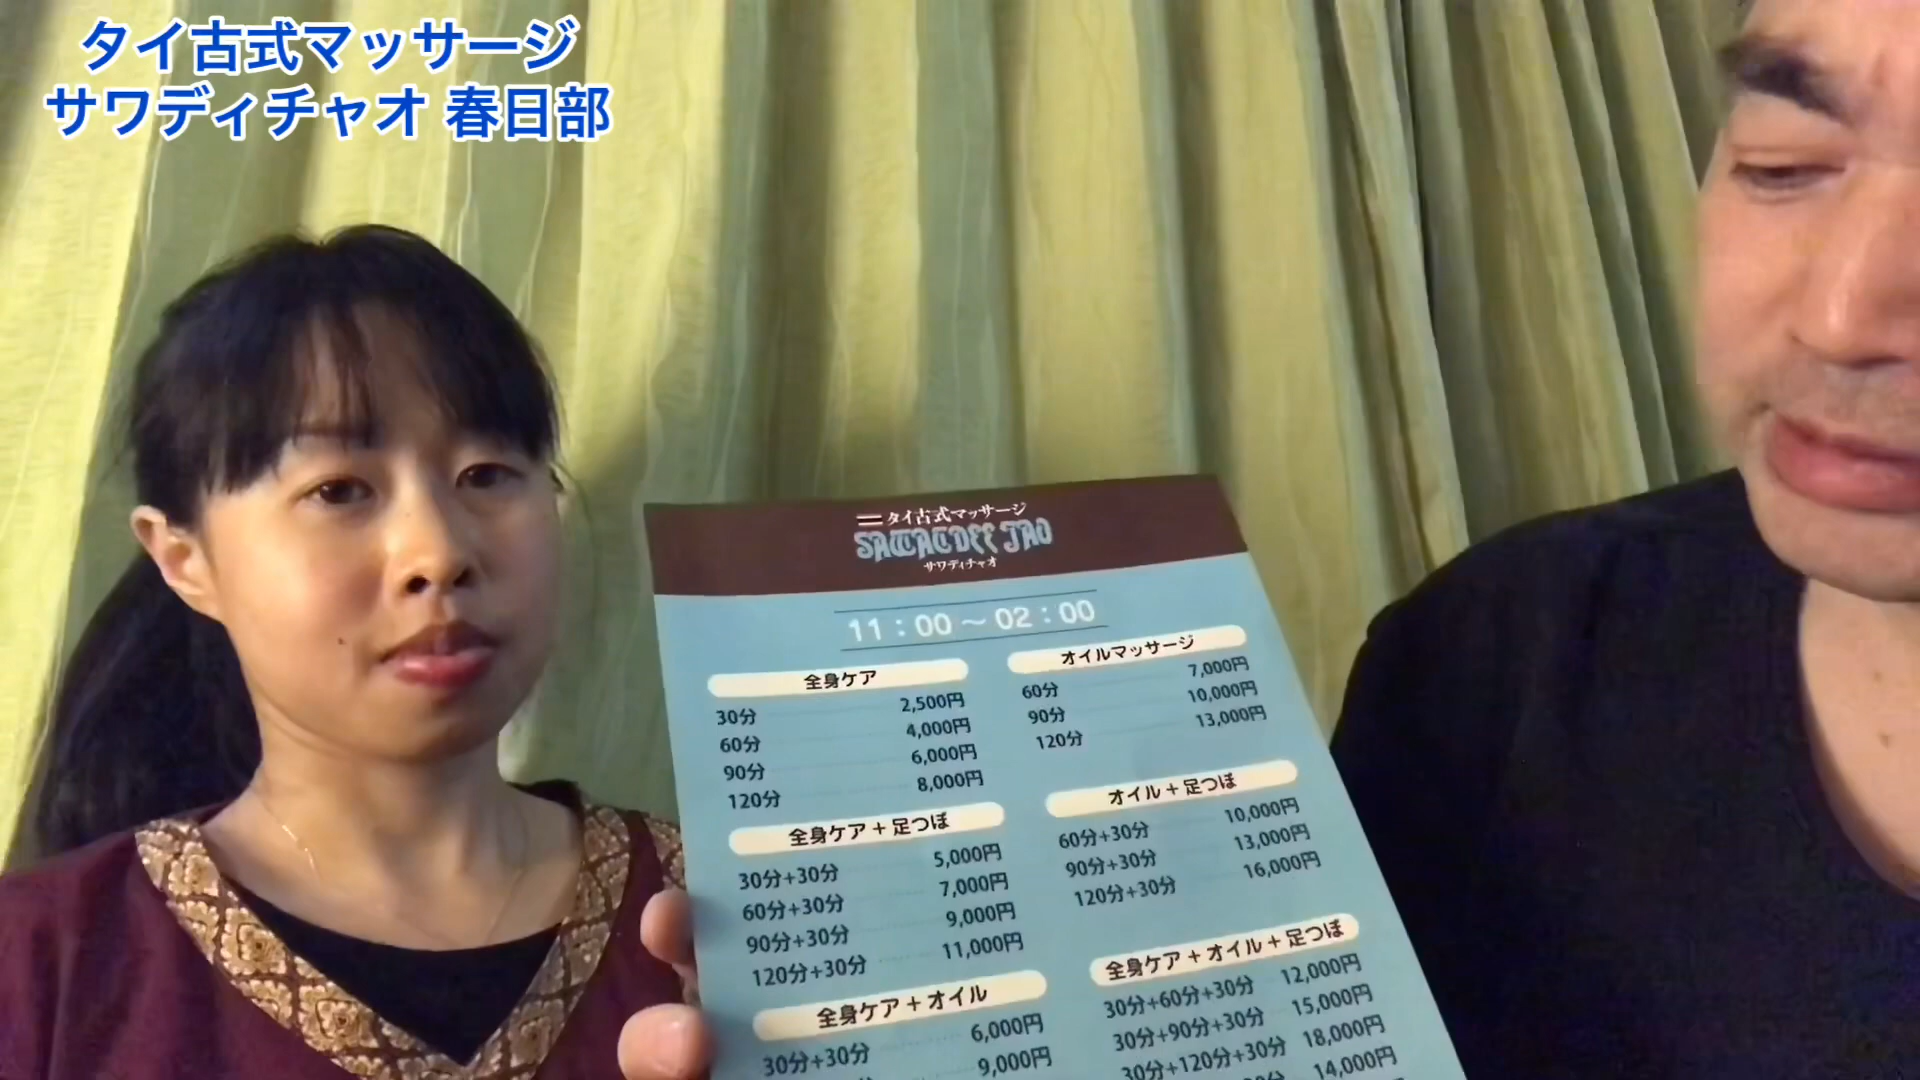 タイ古式マッサージ
サワディチャオ 春日部
タイ古式マッサージ
SAWADEE JAO
サワディチャオ
11:00～02:00
全身ケア
30分 2,500円
60分 4,000円
90分 6,000円
120分 8,000円
全身ケア+足つぼ
30分+30分 5,000円
60分+30分 7,000円
90分+30分 9,000円
120分+30分 11,000円
全身ケア+オイル
30分+30分 6,000円
9,000円
オイルマッサージ
60分 7,000円
90分 10,000円
120分 13,000円
オイル+足つぼ
60分+30分 10,000円
90分+30分 13,000円
120分+30分 16,000円
全身ケア+オイル+足つぼ
30分+60分+30分 12,000円
30分+90分+30分 15,000円
30分+120分+30分 18,000円
14,000円